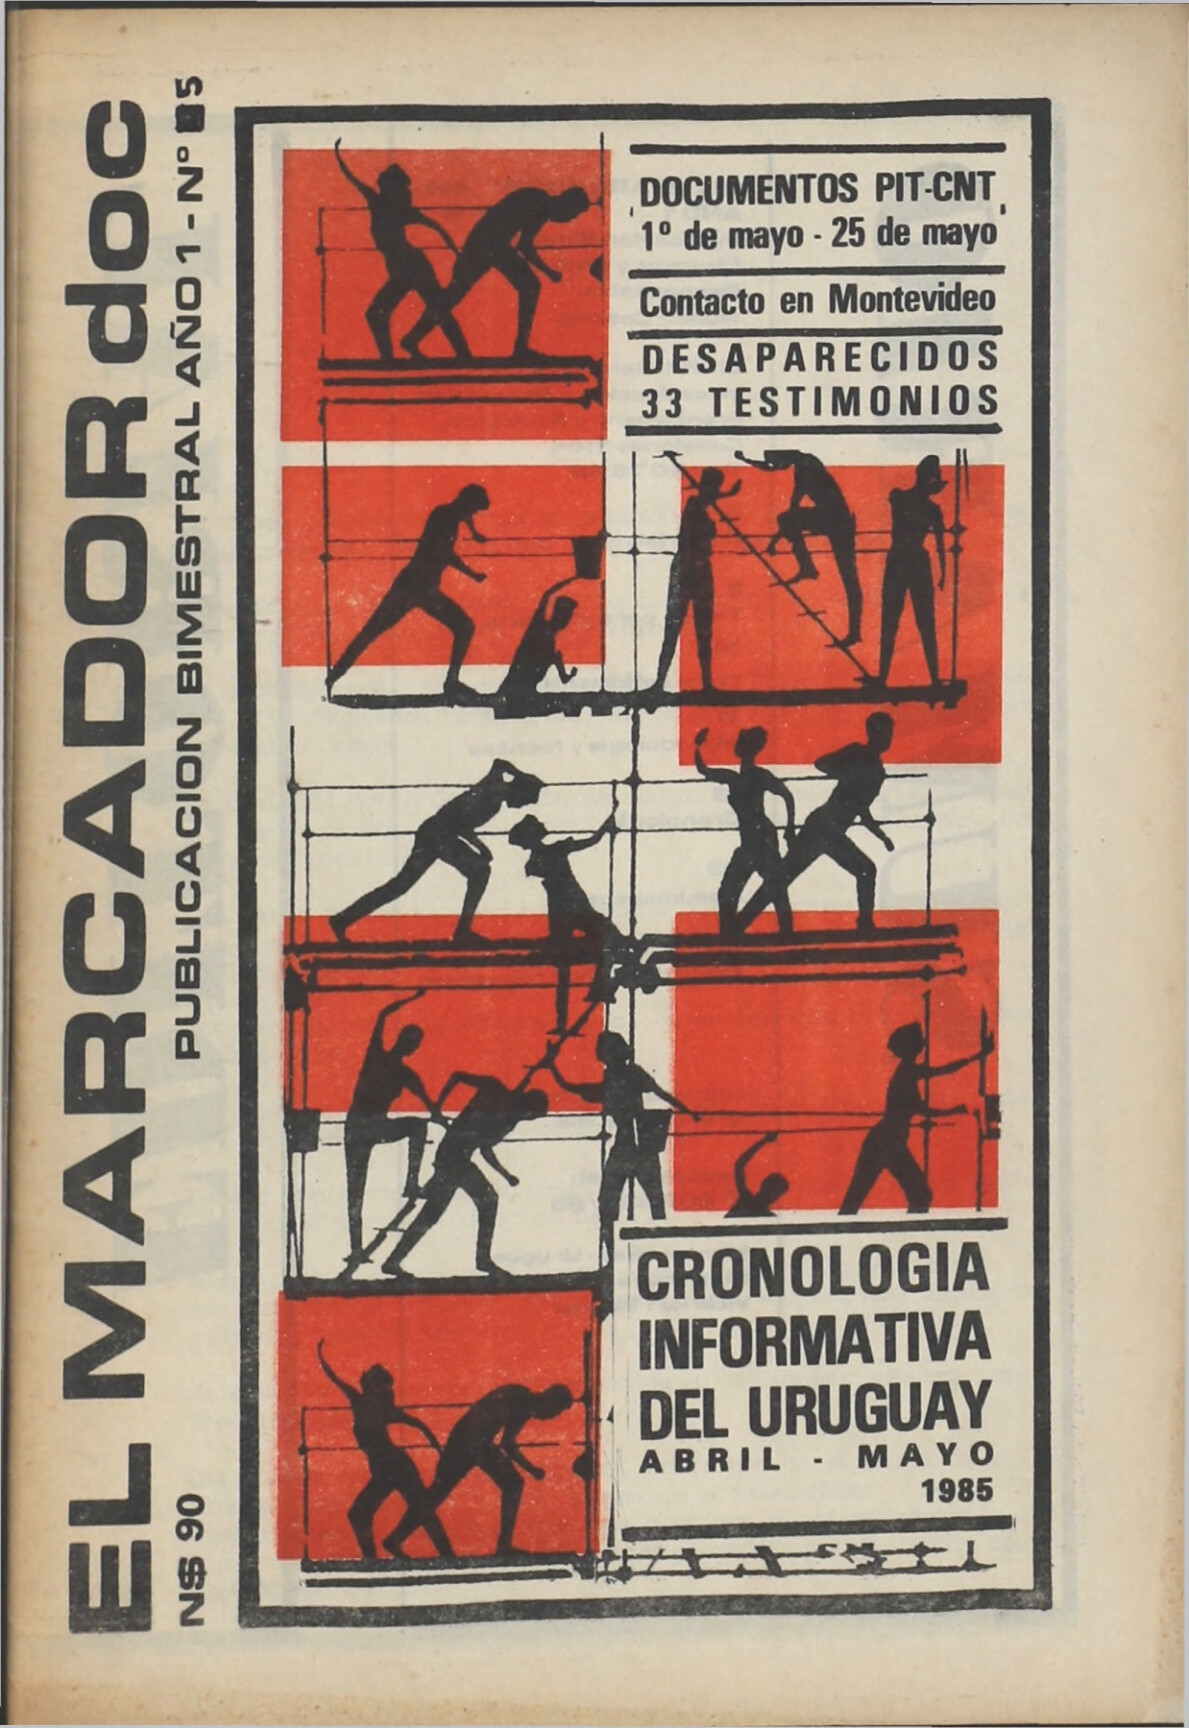 EL MARCADOR doc
N$ 90
PUBLICACION BIMESTRAL AÑO 1 - Nº 5
DOCUMENTOS PIT-CNT
1º de mayo - 25 de mayo
Contacto en Montevideo
DESAPARECIDOS
33 TESTIMONIOS
CRONOLOGIA
INFORMATIVA
DEL URUGUAY
ABRIL - MAYO
1985